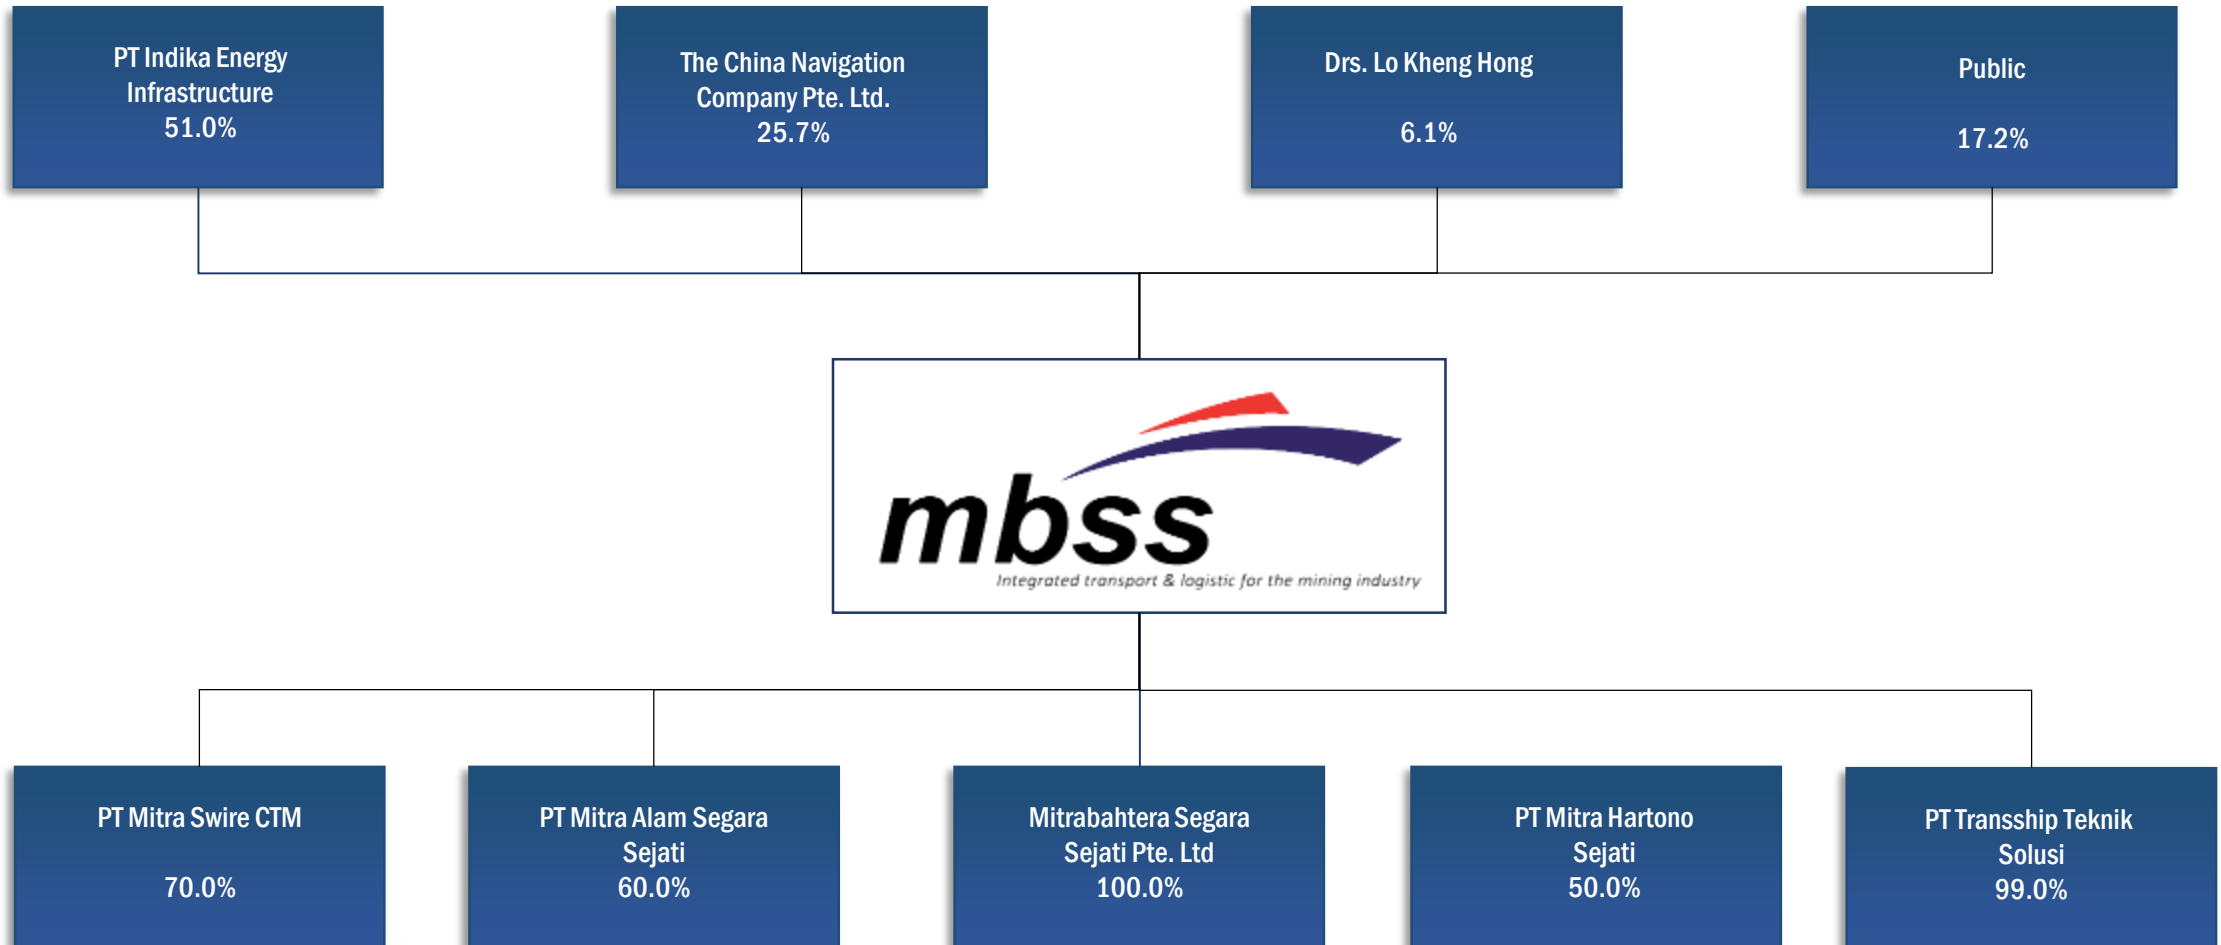 PT Indika Energy
Infrastructure
51.0%
The China Navigation
Company Pte. Ltd.
25.7%
Drs. Lo Kheng Hong
6.1%
Public
17.2%
mbss
Integrated transport & logistic for the mining industry
PT Mitra Swire CTM
70.0%
PT Mitra Alam Segara
Sejati
60.0%
Mitrabahtera Segara
Sejati Pte. Ltd
100.0%
PT Mitra Hartono
Sejati
50.0%
PT Transship Teknik
Solusi
99.0%